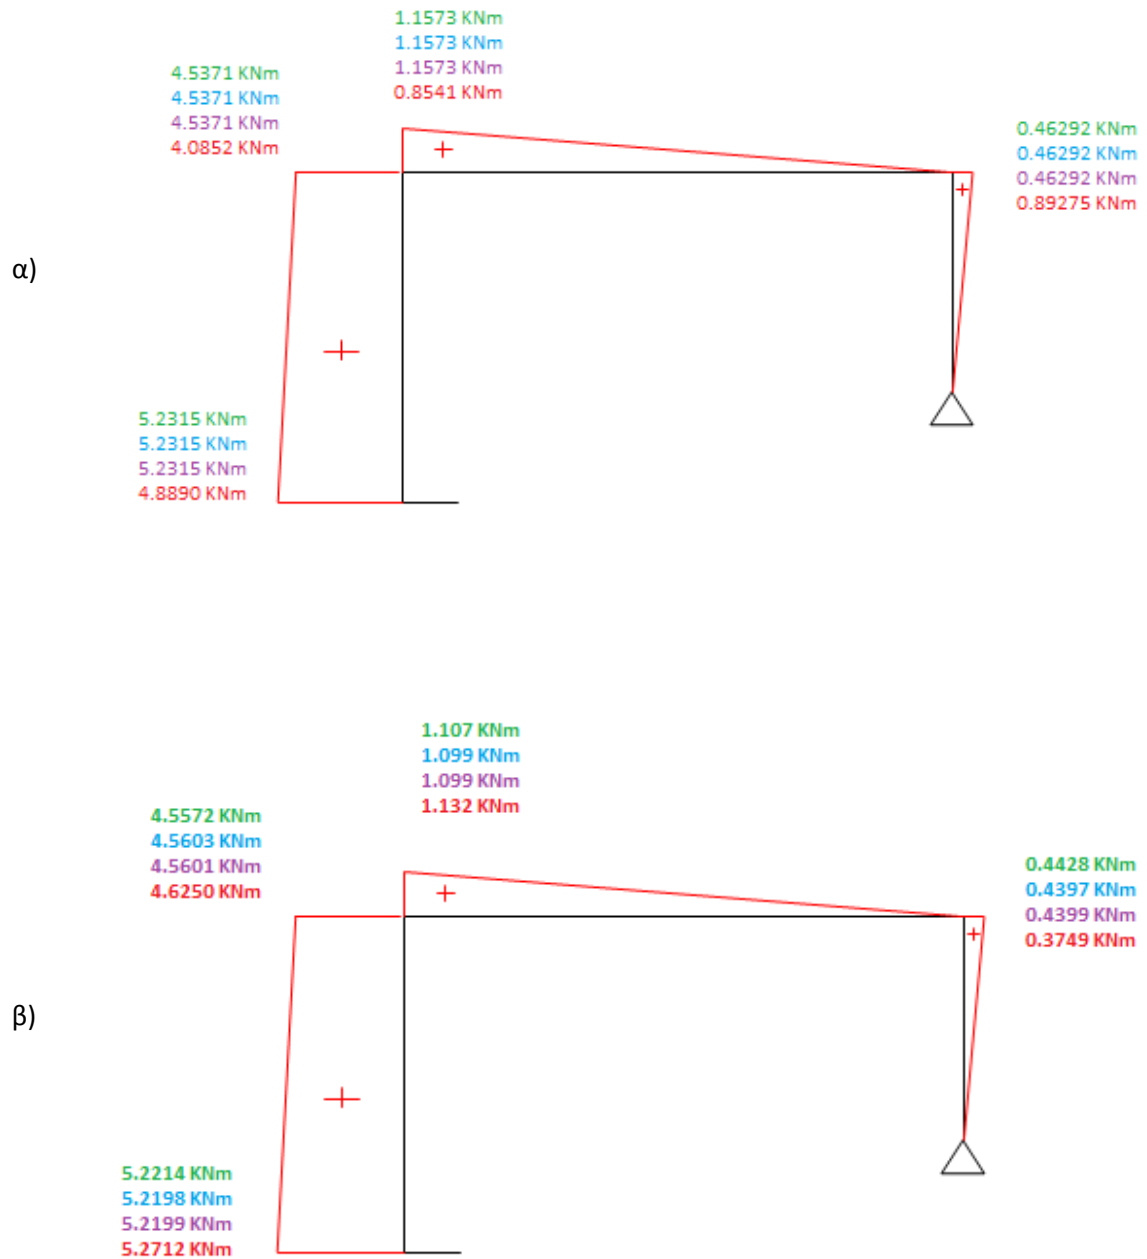 1.1573 KNm
1.1573 KNm
1.1573 KNm
0.8541 KNm
4.5371 KNm
4.5371 KNm
4.5371 KNm
4.0852 KNm
0.46292 KNm
0.46292 KNm
0.46292 KNm
0.89275 KNm
α)
5.2315 KNm
5.2315 KNm
5.2315 KNm
4.8890 KNm
1.107 KNm
1.099 KNm
1.099 KNm
1.132 KNm
4.5572 KNm
4.5603 KNm
4.5601 KNm
4.6250 KNm
0.4428 KNm
0.4397 KNm
0.4399 KNm
0.3749 KNm
β)
5.2214 KNm
5.2198 KNm
5.2199 KNm
5.2712 KNm